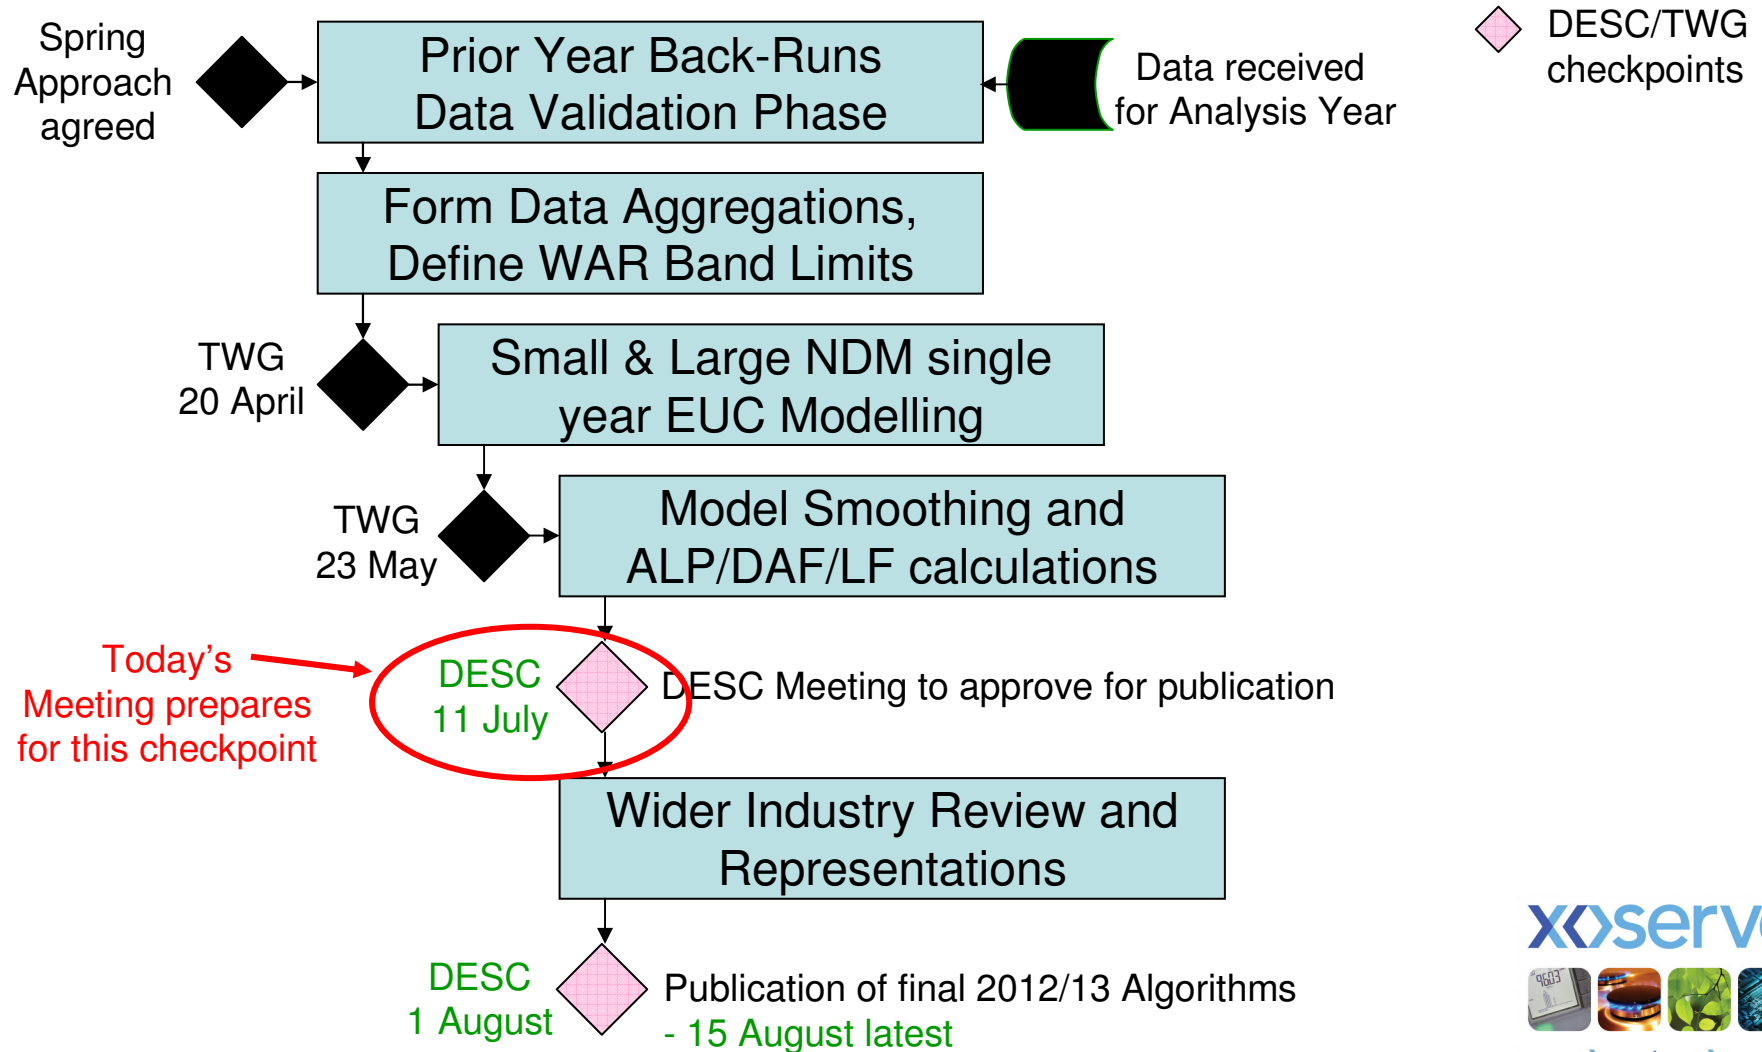 Spring
Approach
agreed
Prior Year Back-Runs
Data Validation Phase
Data received
for Analysis Year
DESC/TWG
checkpoints
Form Data Aggregations,
Define WAR Band Limits
TWG
20 April
Small & Large NDM single
year EUC Modelling
TWG
23 May
Model Smoothing and
ALP/DAF/LF calculations
Today's
Meeting prepares
for this checkpoint
DESC
11 July
DESC Meeting to approve for publication
Wider Industry Review and
Representations
DESC
1 August
Publication of final 2012/13 Algorithms
- 15 August latest
xoserve